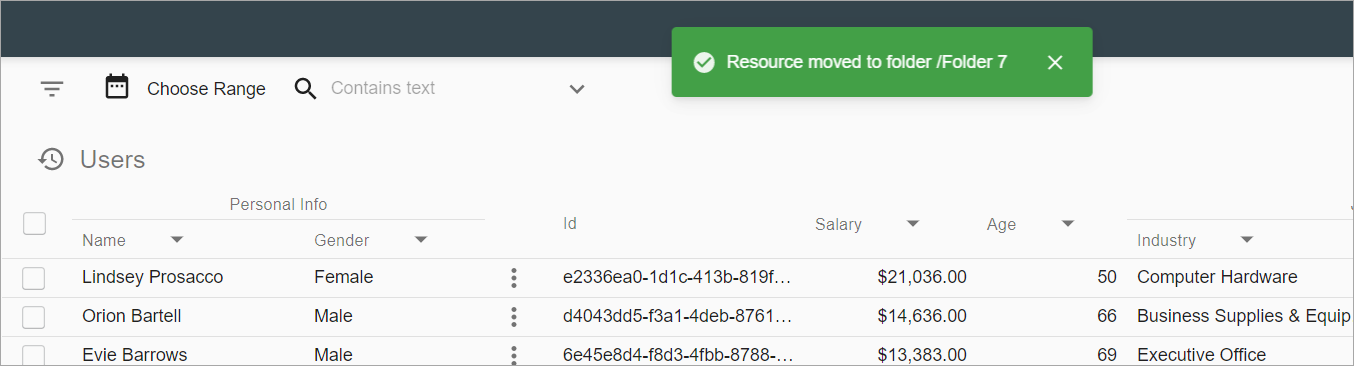 Resource moved to folder /Folder 7
Choose Range Contains text
Users
Personal Info
Name Gender Id Salary Age Industry
Lindsey Prosacco Female e2336ea0-1d1c-413b-819f... $21,036.00 50 Computer Hardware
Orion Bartell Male d4043dd5-f3a1-4deb-8761... $14,636.00 66 Business Supplies & Equip
Evie Barrows Male 6e45e8d4-f8d3-4fbb-8788-... $13,383.00 69 Executive Office